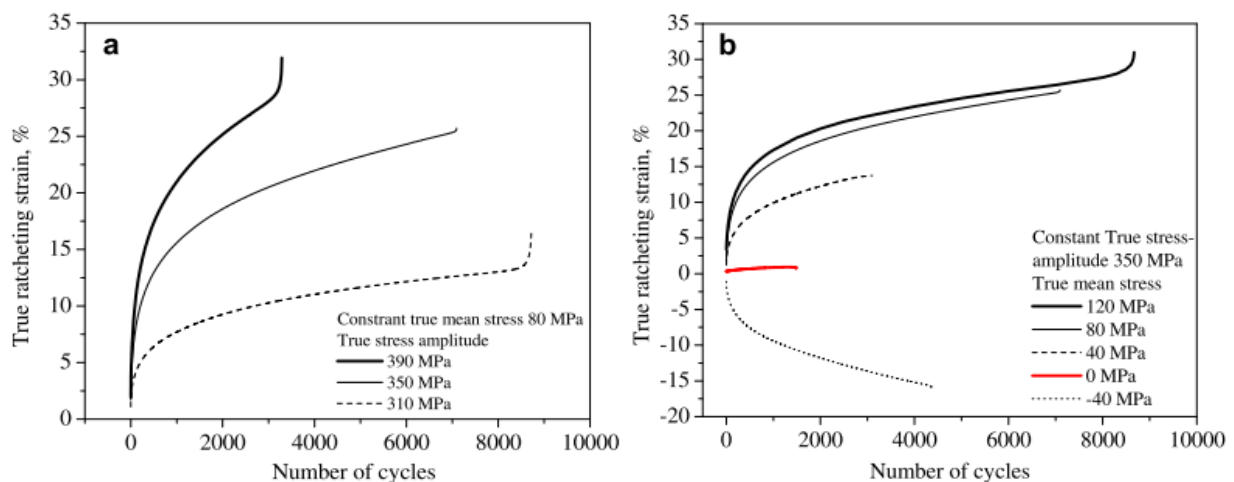 a
True ratcheting strain, %
35
30
25
20
15
10
5
0
Constrant true mean stress 80 MPa
True stress amplitude
390 MPa
350 MPa
310 MPa
0 2000 4000 6000 8000 10000
Number of cycles
b
True ratcheting strain, %
35
30
25
20
15
10
5
0
-5
-10
-15
-20
Constant True stress-
amplitude 350 MPa
True mean stress
120 MPa
80 MPa
40 MPa
0 MPa
-40 MPa
0 2000 4000 6000 8000 10000
Number of cycles